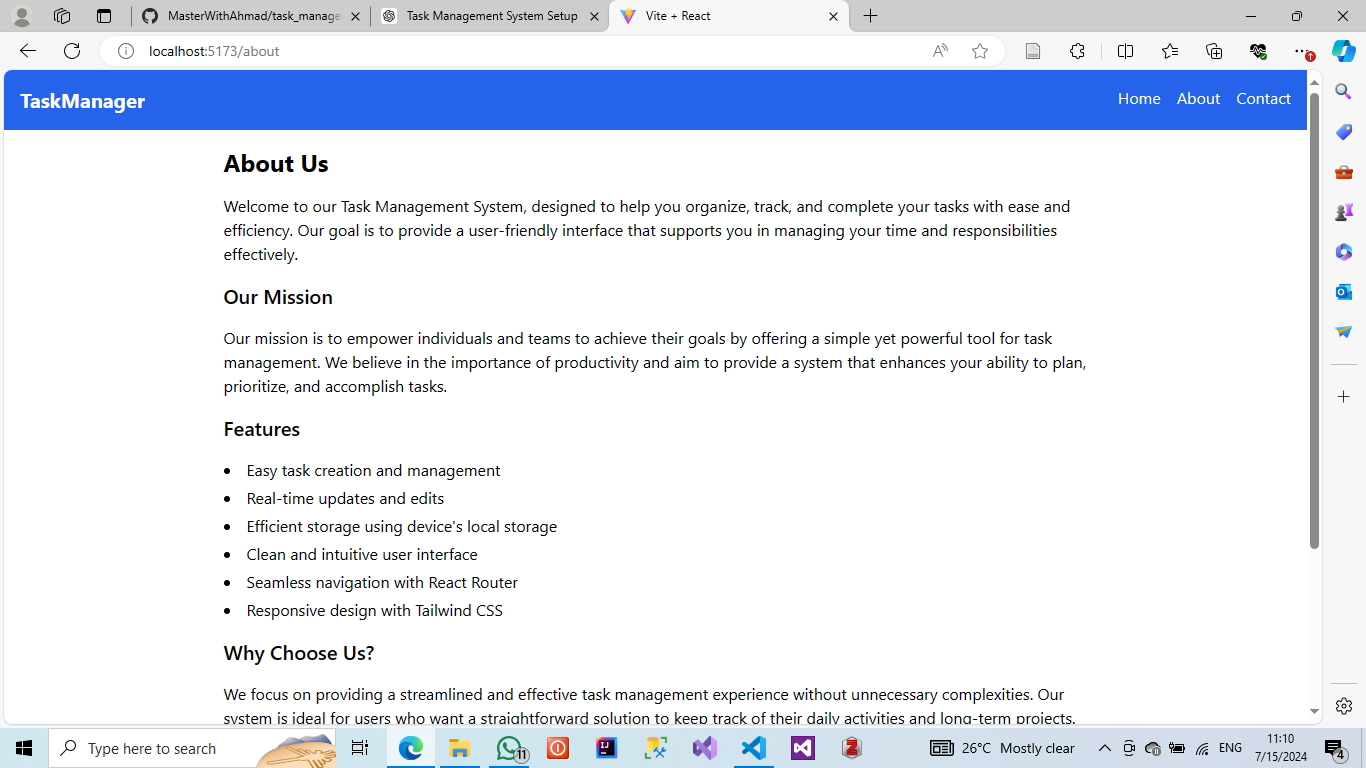 MasterWithAhmad/task_manage
Task Management System Setup
Vite + React
localhost:5173/about
TaskManager
Home
About
Contact
About Us
Welcome to our Task Management System, designed to help you organize, track, and complete your tasks with ease and
efficiency. Our goal is to provide a user-friendly interface that supports you in managing your time and responsibilities
effectively.
Our Mission
Our mission is to empower individuals and teams to achieve their goals by offering a simple yet powerful tool for task
management. We believe in the importance of productivity and aim to provide a system that enhances your ability to plan,
prioritize, and accomplish tasks.
Features
• Easy task creation and management
• Real-time updates and edits
• Efficient storage using device's local storage
• Clean and intuitive user interface
• Seamless navigation with React Router
• Responsive design with Tailwind CSS
Why Choose Us?
We focus on providing a streamlined and effective task management experience without unnecessary complexities. Our
system is ideal for users who want a straightforward solution to keep track of their daily activities and long-term projects.
Type here to search
11
26°C Mostly clear
ENG
11:10
7/15/2024
4